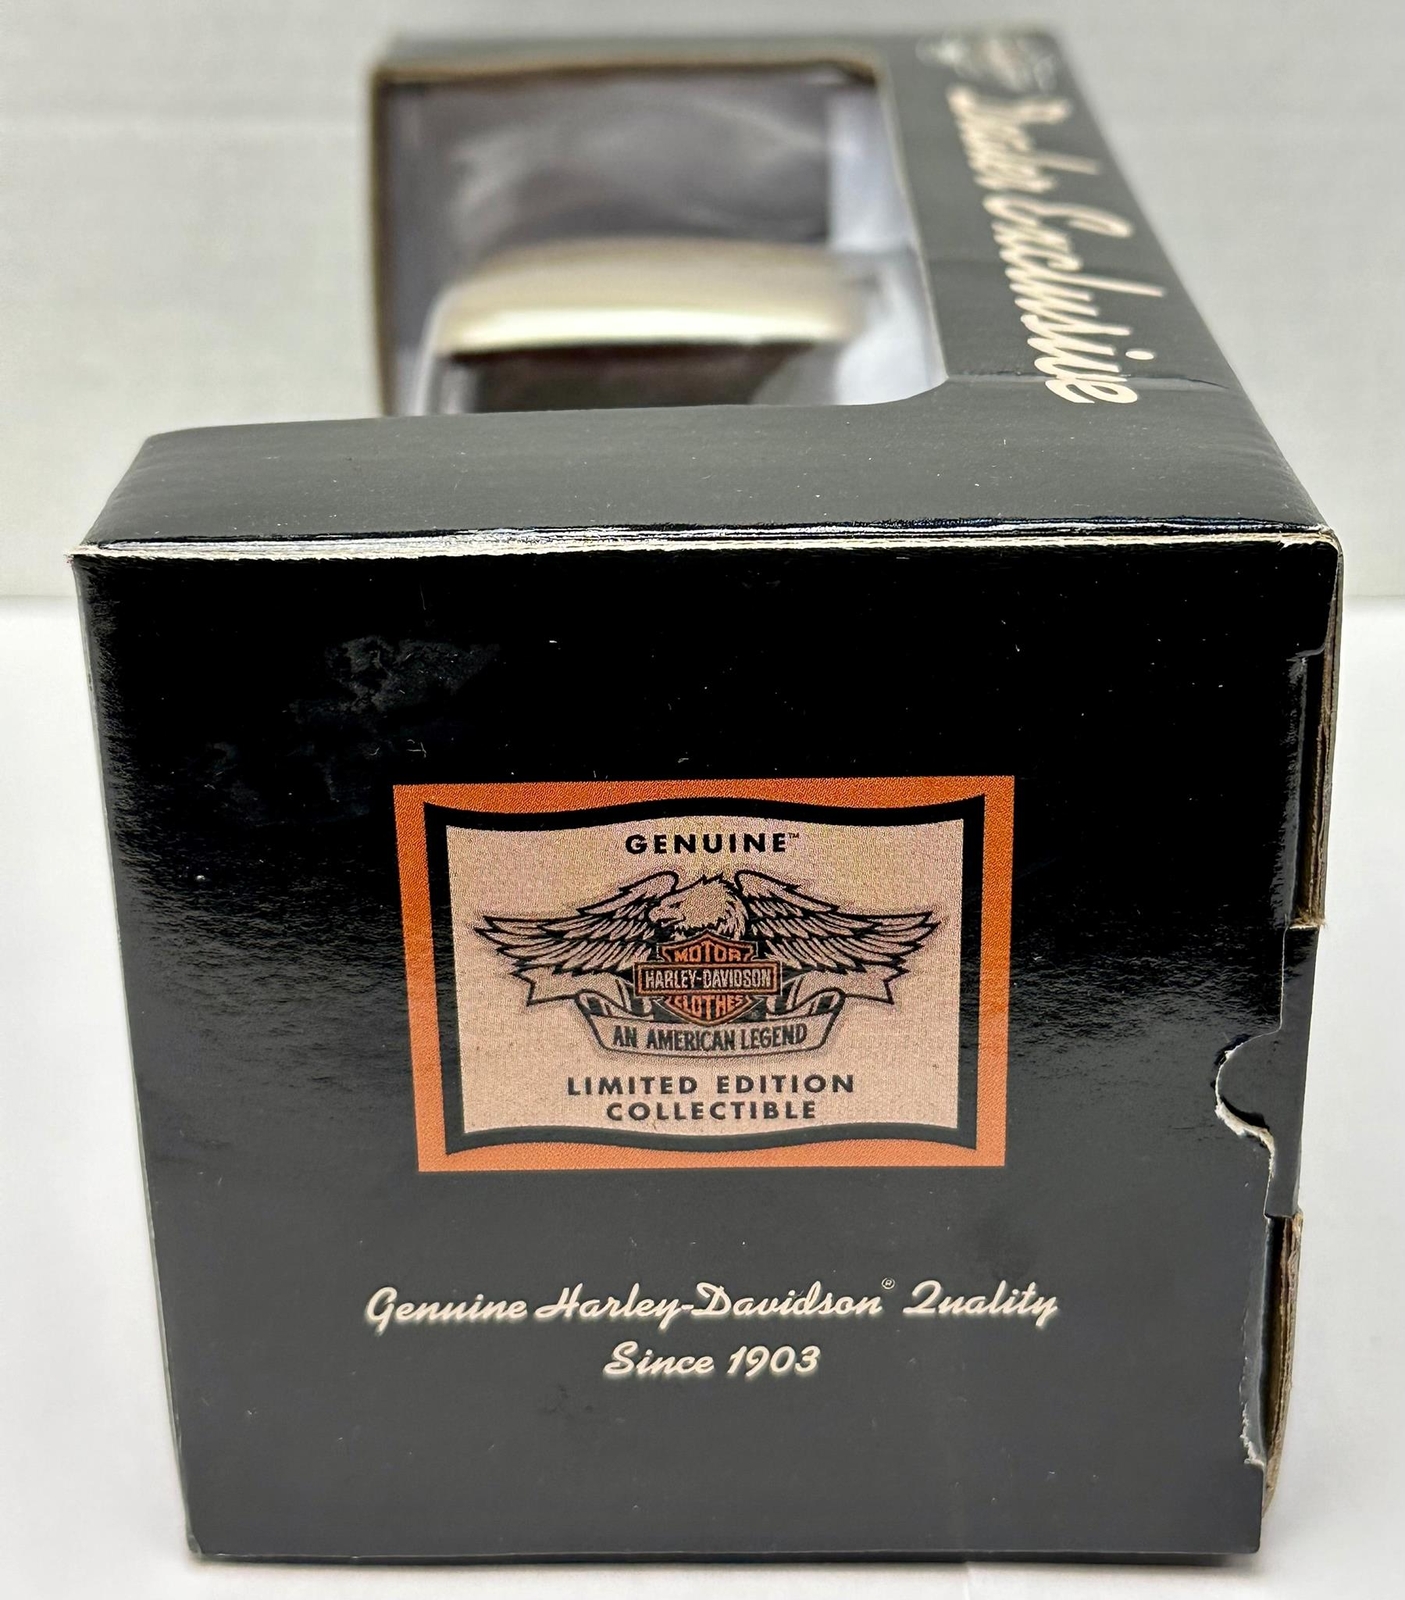 Dealer Exclusive
GENUINE™
MOTOR
HARLEY-DAVIDSON
CLOTHES
AN AMERICAN LEGEND
LIMITED EDITION
COLLECTIBLE
Genuine Harley-Davidson® Quality
Since 1903